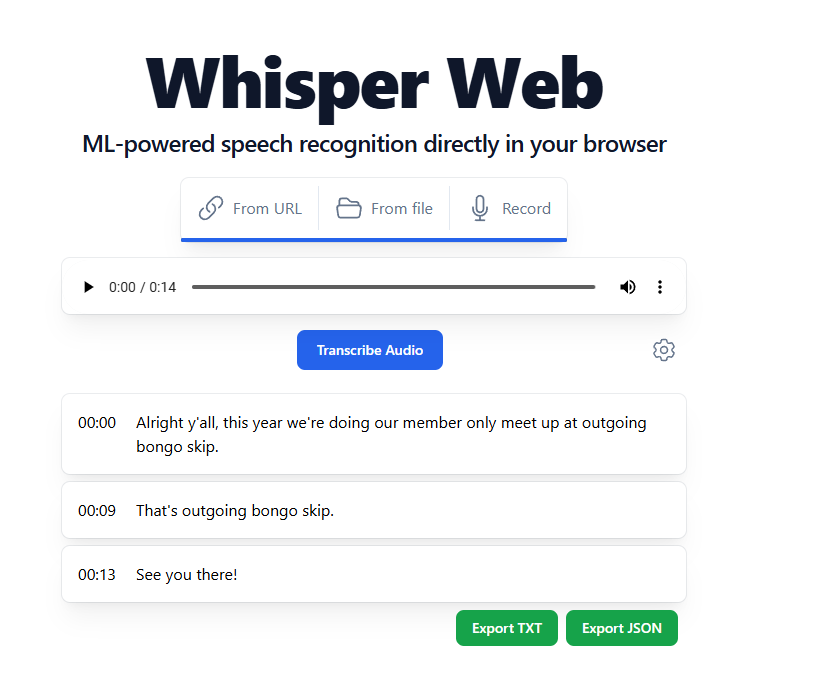 Whisper Web
ML-powered speech recognition directly in your browser
From URL
From file
Record
0:00 / 0:14
Transcribe Audio
00:00 Alright y'all, this year we're doing our member only meet up at outgoing
bongo skip.
00:09 That's outgoing bongo skip.
00:13 See you there!
Export TXT
Export JSON